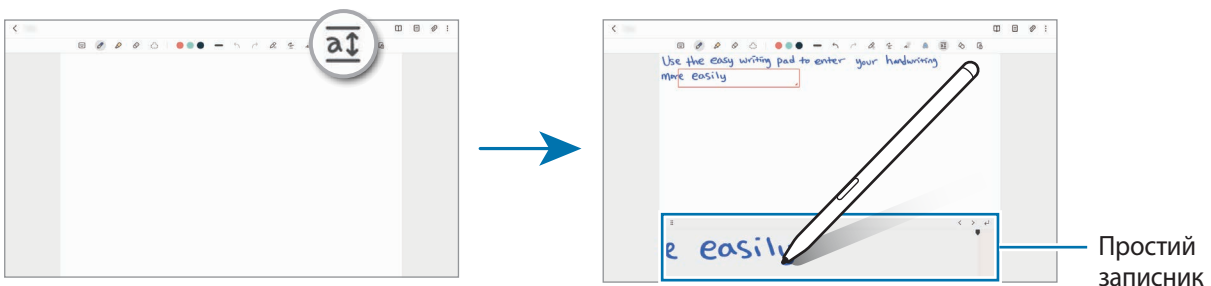 a
Use the easy writing pad to enter your handwriting
more easily
e easily
Простий
записник